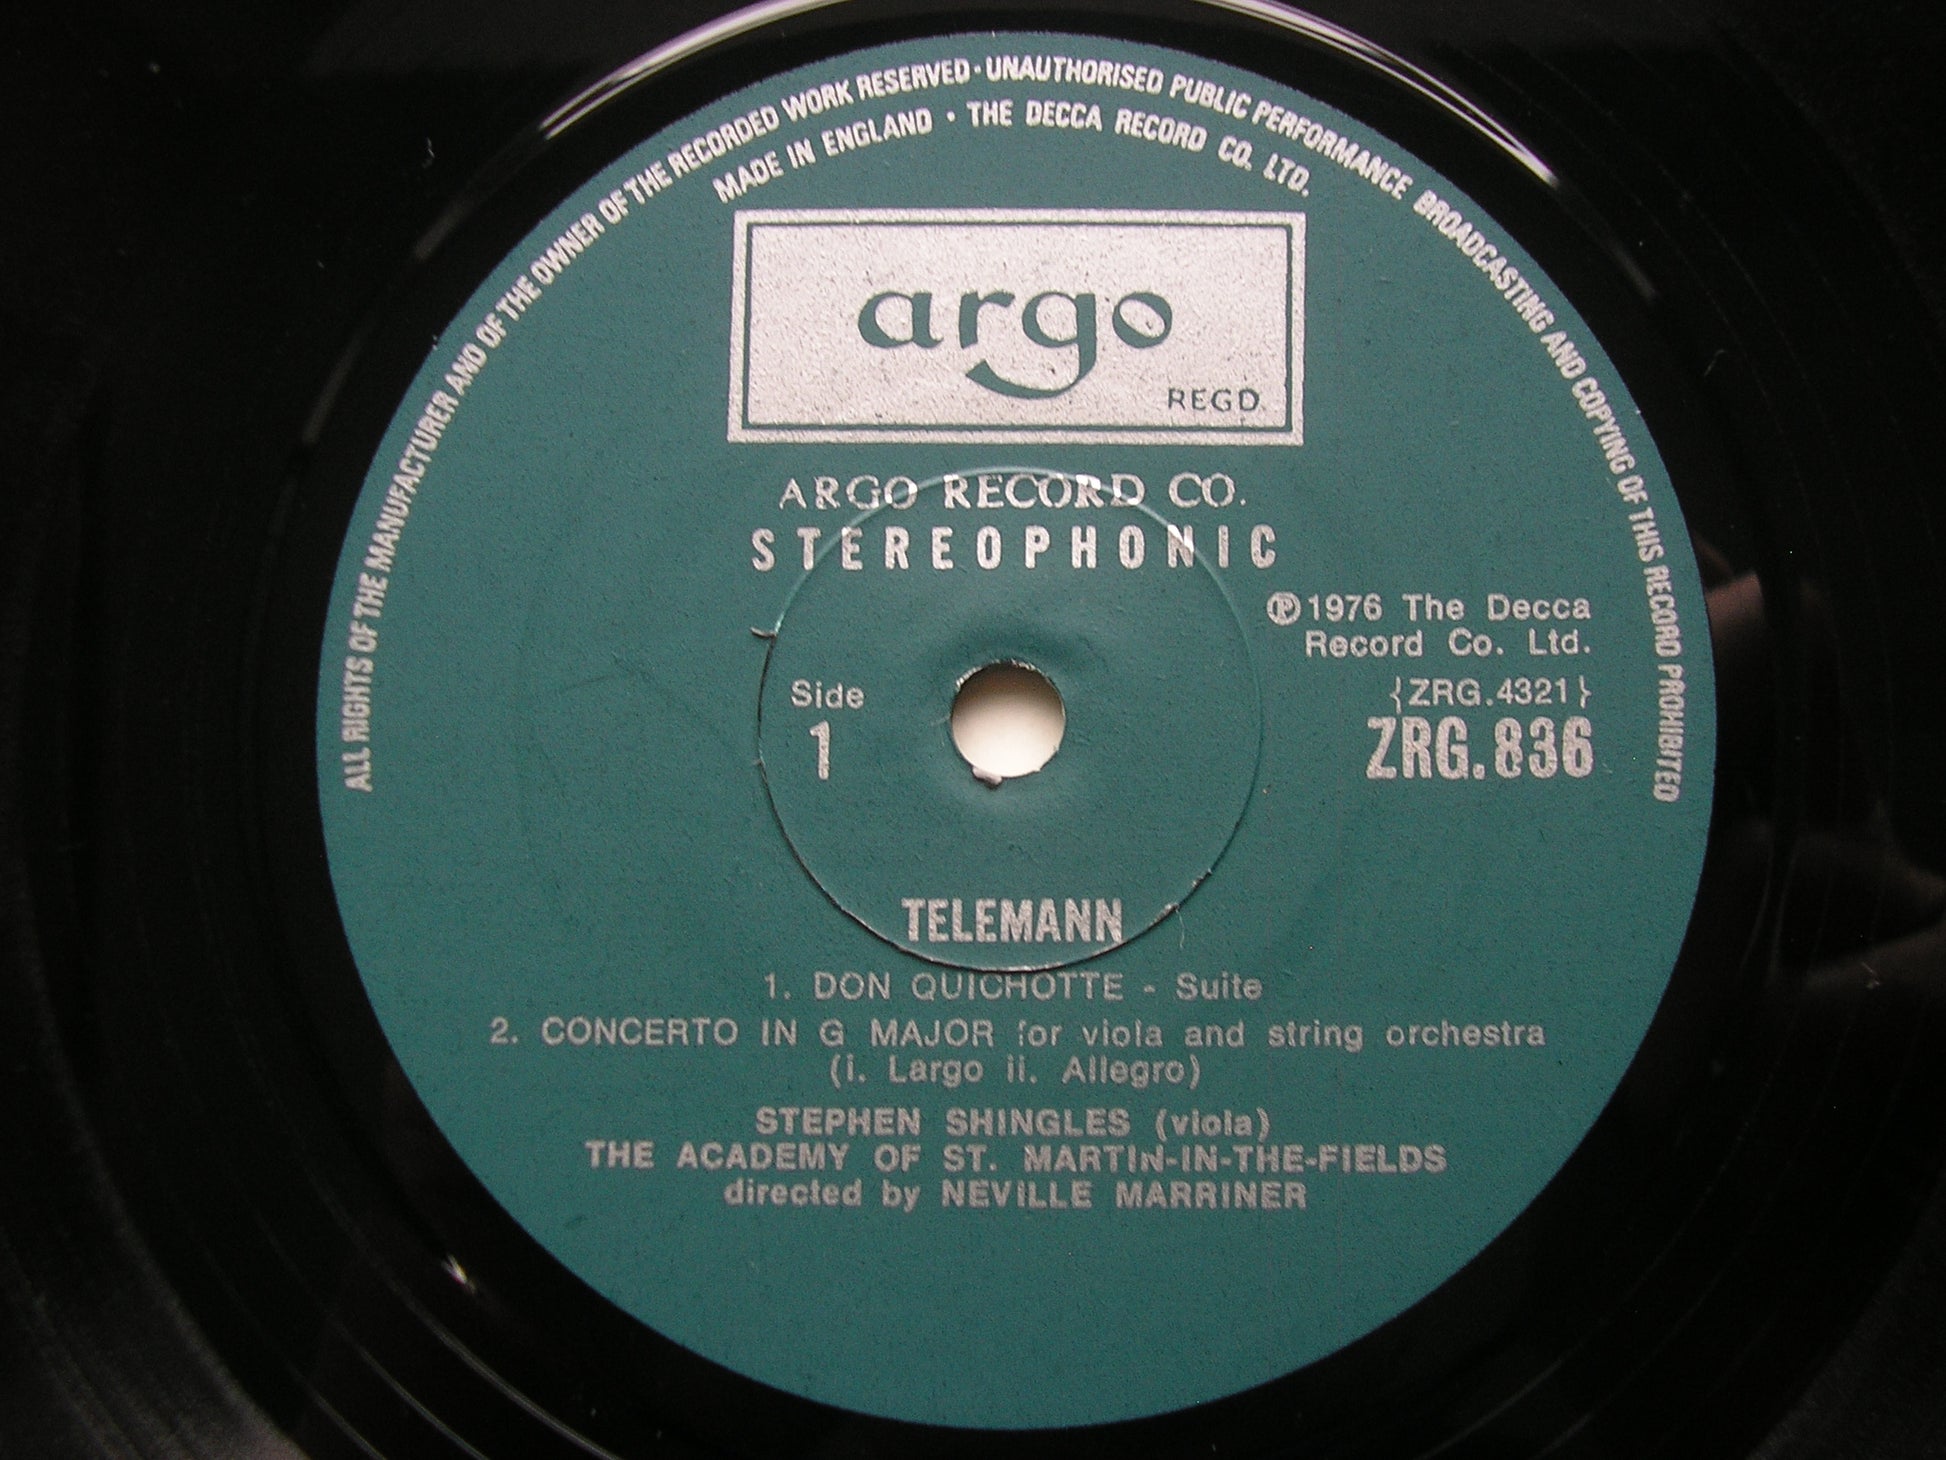 ALL RIGHTS OF THE MANUFACTURER AND OF THE OWNER OF THE RECORDED WORK RESERVED · UNAUTHORISED PUBLIC PERFORMANCE BROADCASTING AND COPYING OF THIS RECORD PROHIBITED
MADE IN ENGLAND · THE DECCA RECORD CO. LTD.
argo
REGD.
ARGO RECORD CO.
STEREOPHONIC
℗1976 The Decca
Record Co. Ltd.
Side
{ZRG.4321}
1
ZRG.836
TELEMANN
1. DON QUICHOTTE - Suite
2. CONCERTO IN G MAJOR for viola and string orchestra
(i. Largo ii. Allegro)
STEPHEN SHINGLES (viola)
THE ACADEMY OF ST. MARTIN-IN-THE-FIELDS
directed by NEVILLE MARRINER